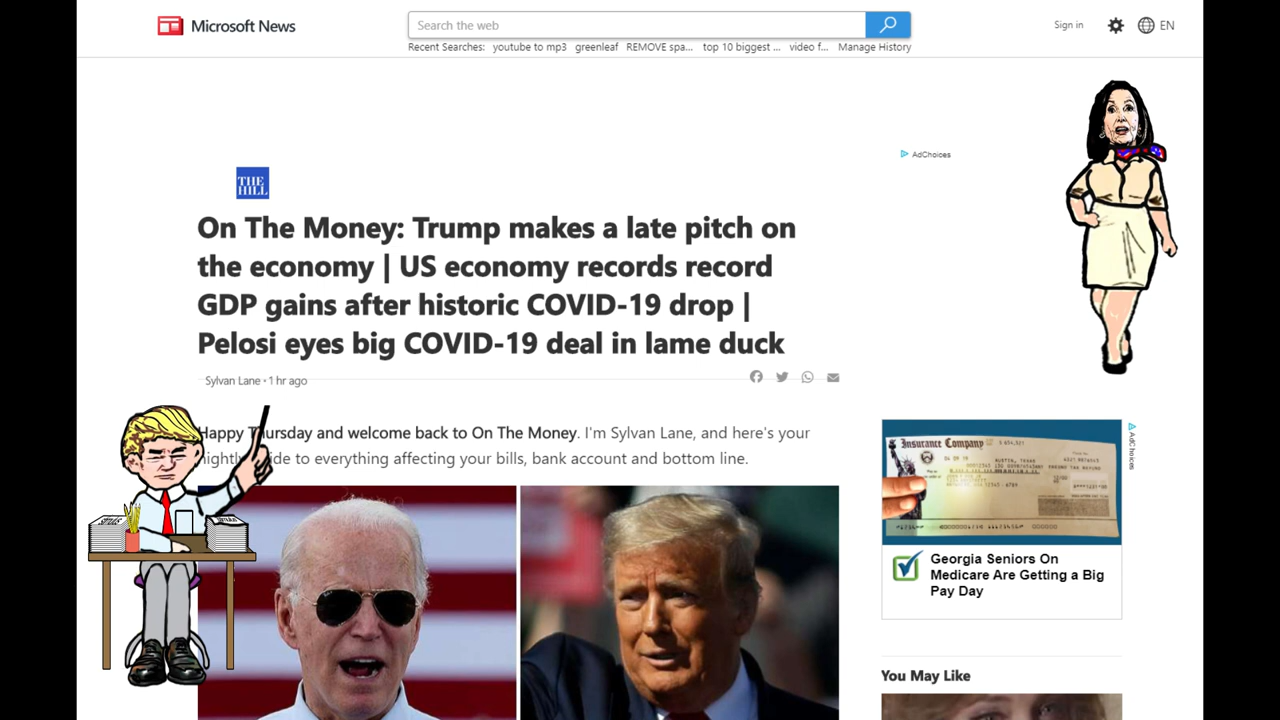 Microsoft News
Search the web
Sign in
EN
Recent Searches: youtube to mp3 greenleaf REMOVE spa... top 10 biggest ... video f... Manage History
AdChoices
THE
HILL
On The Money: Trump makes a late pitch on
the economy | US economy records record
GDP gains after historic COVID-19 drop |
Pelosi eyes big COVID-19 deal in lame duck
Sylvan Lane • 1 hr ago
Happy Thursday and welcome back to On The Money. I'm Sylvan Lane, and here's your
to everything affecting your bills, bank account and bottom line.
AdChoices
Insurance Company
AUSTIN, TEXAS
Georgia Seniors On
Medicare Are Getting a Big
Pay Day
You May Like